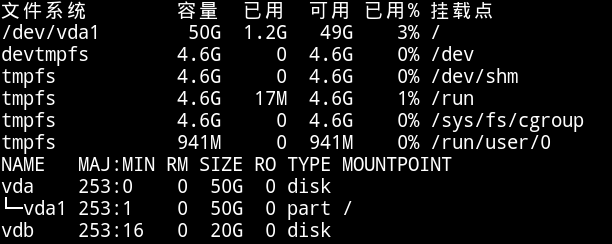 文件系统        容量  已用  可用 已用% 挂载点
/dev/vda1        50G  1.2G   49G    3% /
devtmpfs        4.6G     0  4.6G    0% /dev
tmpfs           4.6G     0  4.6G    0% /dev/shm
tmpfs           4.6G   17M  4.6G    1% /run
tmpfs           4.6G     0  4.6G    0% /sys/fs/cgroup
tmpfs           941M     0  941M    0% /run/user/0
NAME   MAJ:MIN RM SIZE RO TYPE MOUNTPOINT
vda    253:0    0  50G  0 disk
└─vda1 253:1    0  50G  0 part /
vdb    253:16   0  20G  0 disk